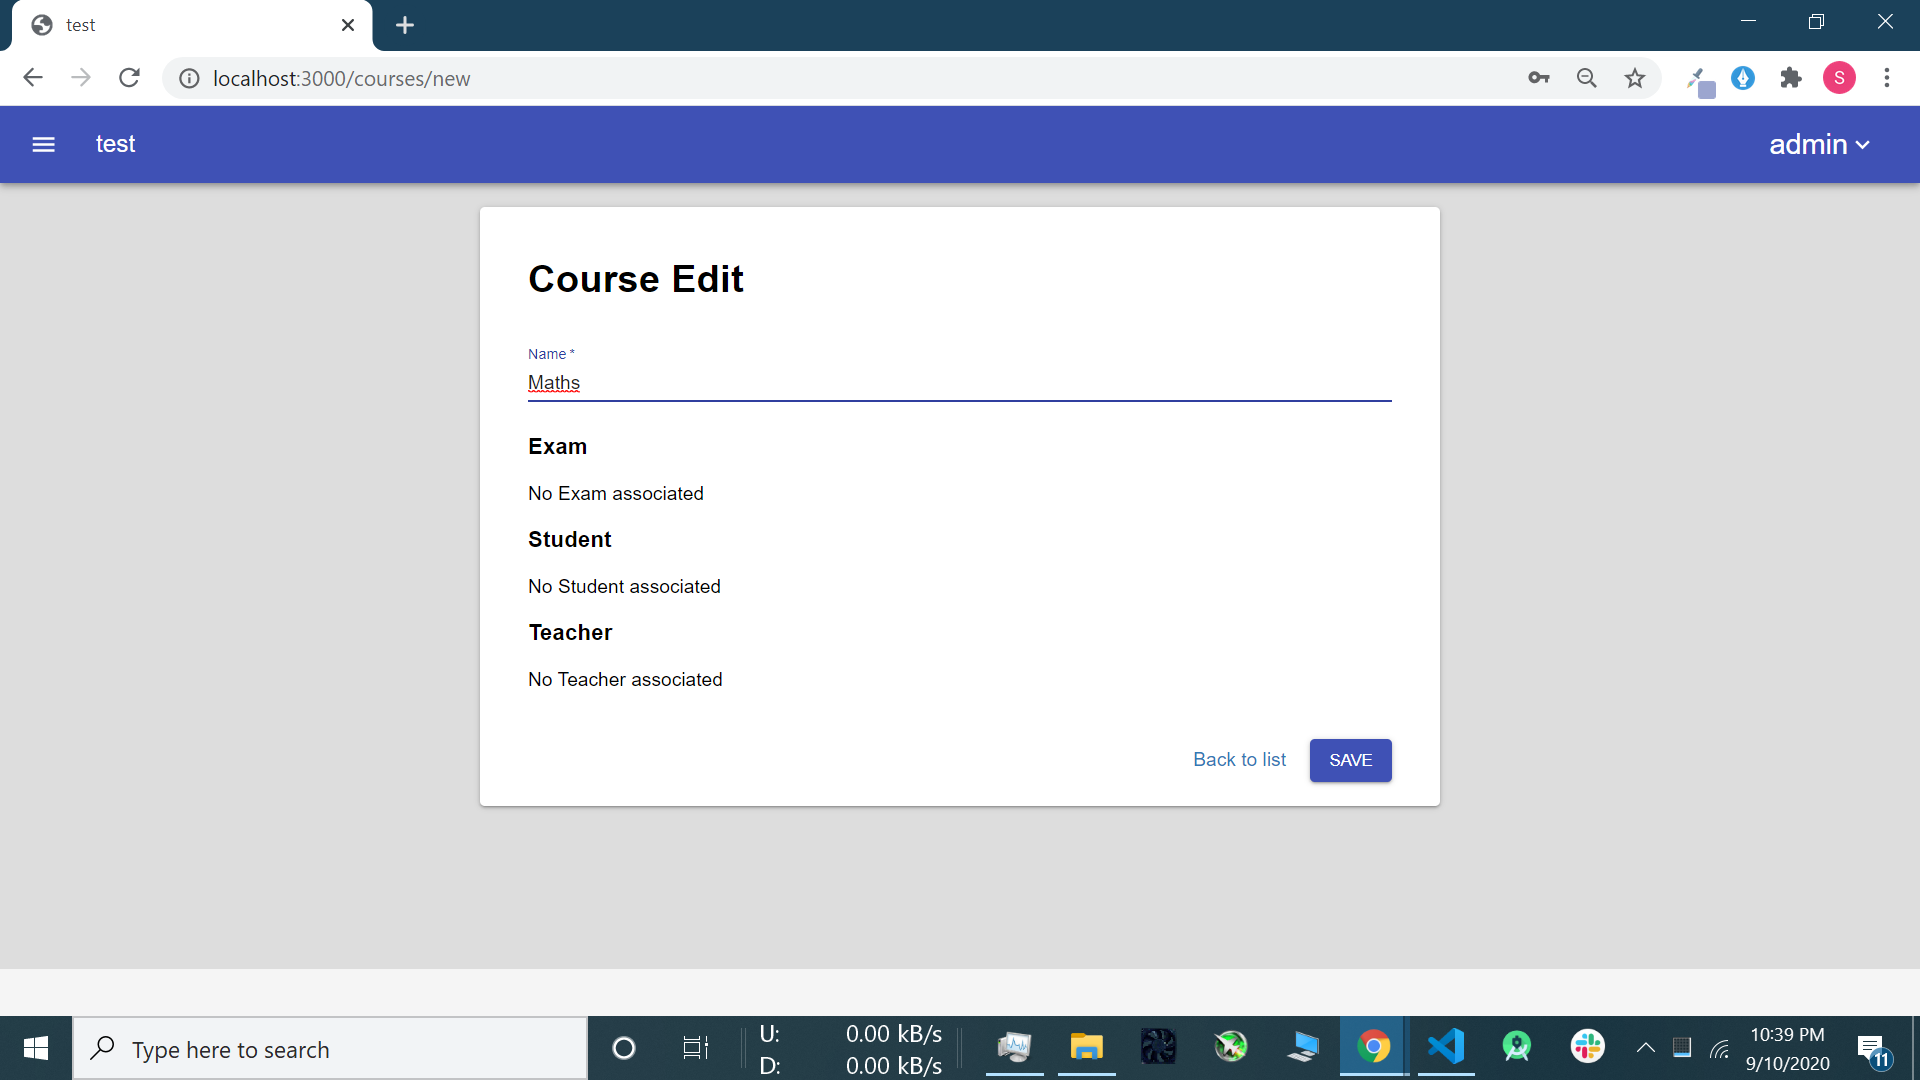 test
localhost:3000/courses/new
S
test
admin
Course Edit
Name *
Maths
Exam
No Exam associated
Student
No Student associated
Teacher
No Teacher associated
Back to list
SAVE
Type here to search
U: 0.00 kB/s
D: 0.00 kB/s
10:39 PM
9/10/2020
11